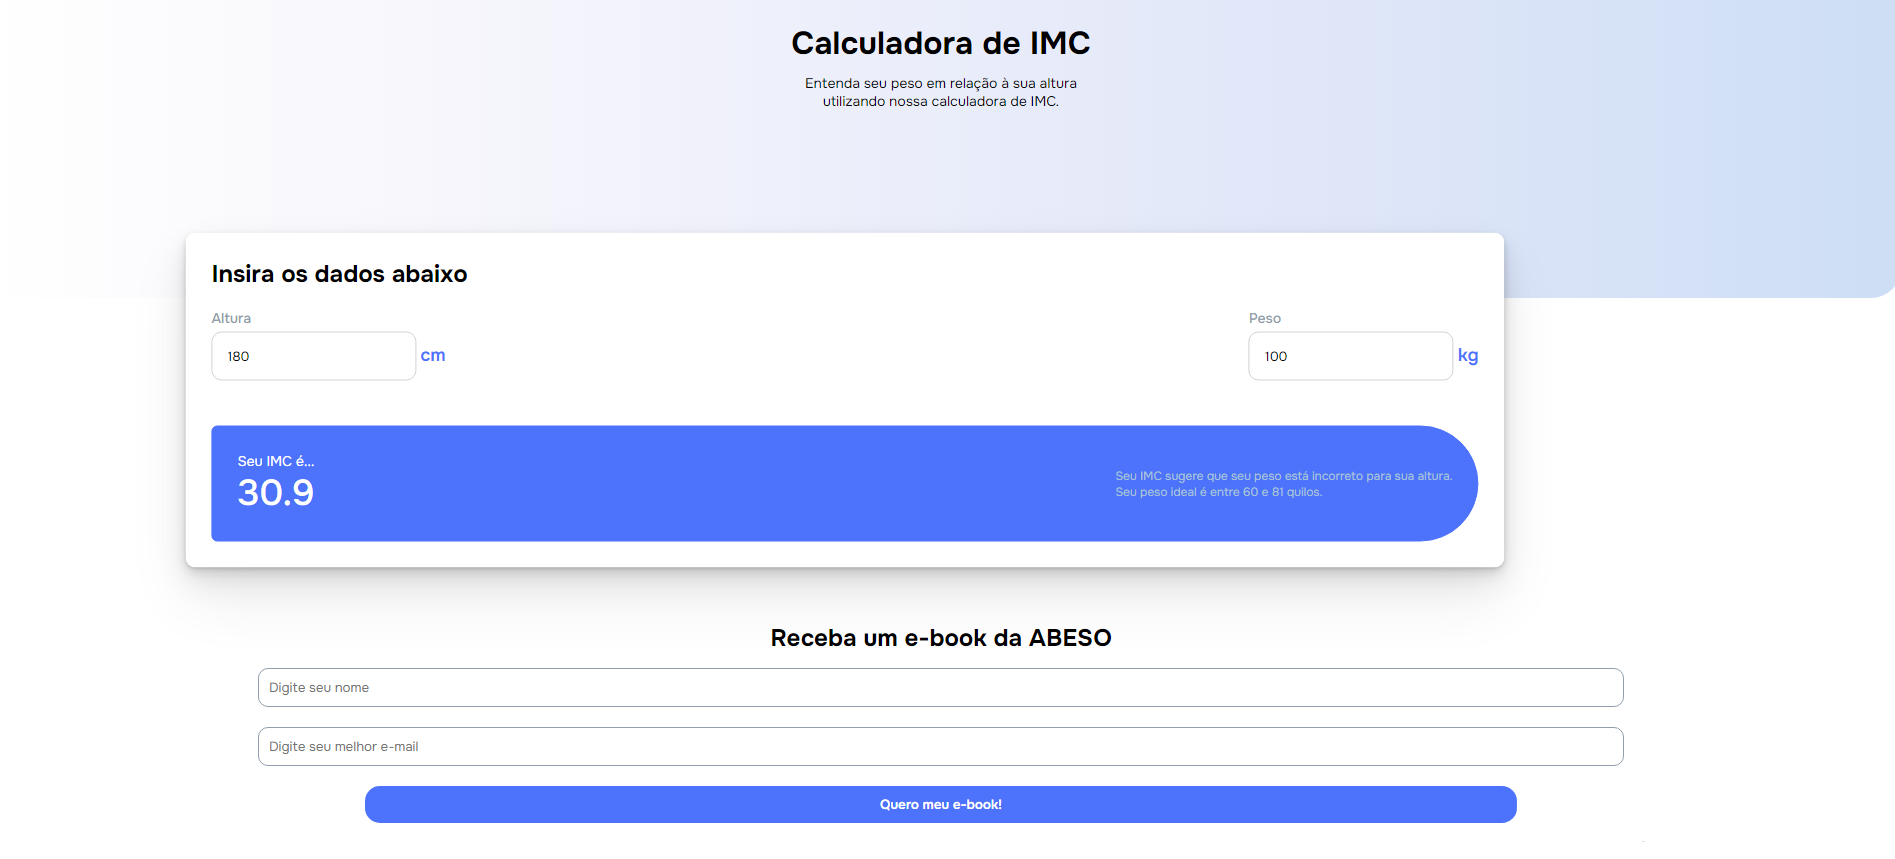 Calculadora de IMC
Entenda seu peso em relação à sua altura
utilizando nossa calculadora de IMC.
Insira os dados abaixo
Altura
180 cm
Peso
100 kg
Seu IMC é...
30.9
Seu IMC sugere que seu peso está incorreto para sua altura.
Seu peso ideal é entre 60 e 81 quilos.
Receba um e-book da ABESO
Digite seu nome
Digite seu melhor e-mail
Quero meu e-book!